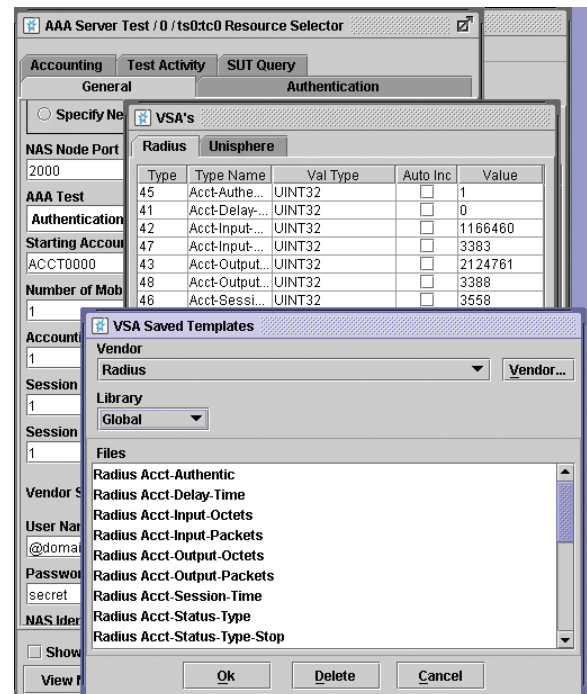 AAA Server Test / 0 / ts0:tc0 Resource Selector
Accounting Test Activity SUT Query
General Authentication
Specify Ne
NAS Node Port
2000
AAA Test
Authentication
Starting Accou
ACCT0000
Number of Mob
1
Accounti
1
Session
1
Session
1
Vendor S
User Nar
@domai
Passwor
secret
NAS Iden
Show
View
VSA's
Radius Unisphere
Type Type Name Val Type Auto Inc Value
45 Acct-Authe... UINT32 1
41 Acct-Delay-... UINT32 0
42 Acct-Input-... UINT32 1166460
47 Acct-Input-... UINT32 3383
43 Acct-Output... UINT32 2124761
48 Acct-Output... UINT32 3388
46 Acct-Sessi... UINT32 3558
VSA Saved Templates
Vendor
Radius Vendor...
Library
Global
Files
Radius Acct-Authentic
Radius Acct-Delay-Time
Radius Acct-Input-Octets
Radius Acct-Input-Packets
Radius Acct-Output-Octets
Radius Acct-Output-Packets
Radius Acct-Session-Time
Radius Acct-Status-Type
Radius Acct-Status-Type-Stop
Ok Delete Cancel